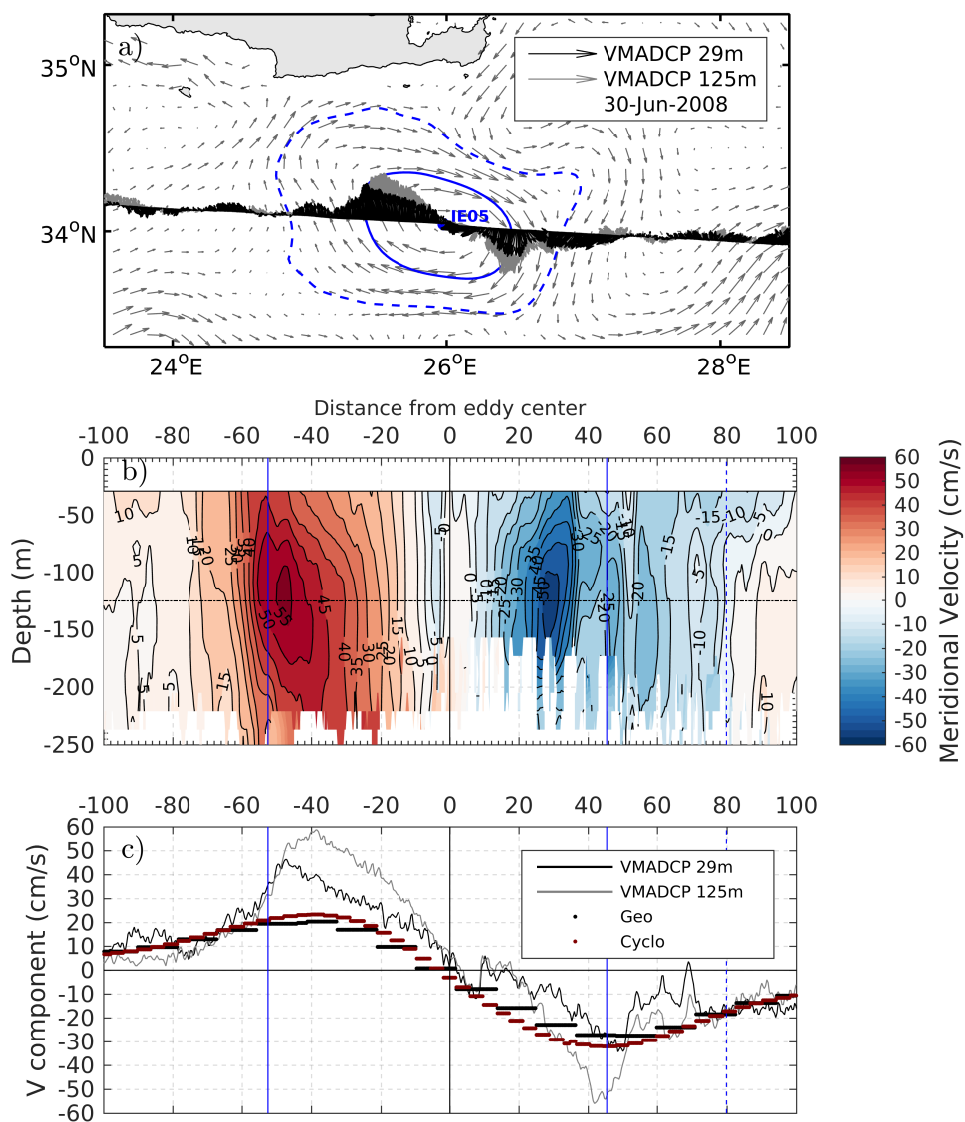 a)
35°N
34°N
VMADCP 29m
VMADCP 125m
30-Jun-2008
IE05
24°E 26°E 28°E
Distance from eddy center
-100 -80 -60 -40 -20 0 20 40 60 80 100
b)
0
-50
-100
-150
-200
-250
Depth (m)
60
50
40
30
20
10
0
-10
-20
-30
-40
-50
-60
Meridional Velocity (cm/s)
-100 -80 -60 -40 -20 0 20 40 60 80 100
c)
60
50
40
30
20
10
0
-10
-20
-30
-40
-50
-60
V component (cm/s)
VMADCP 29m
VMADCP 125m
Geo
Cyclo